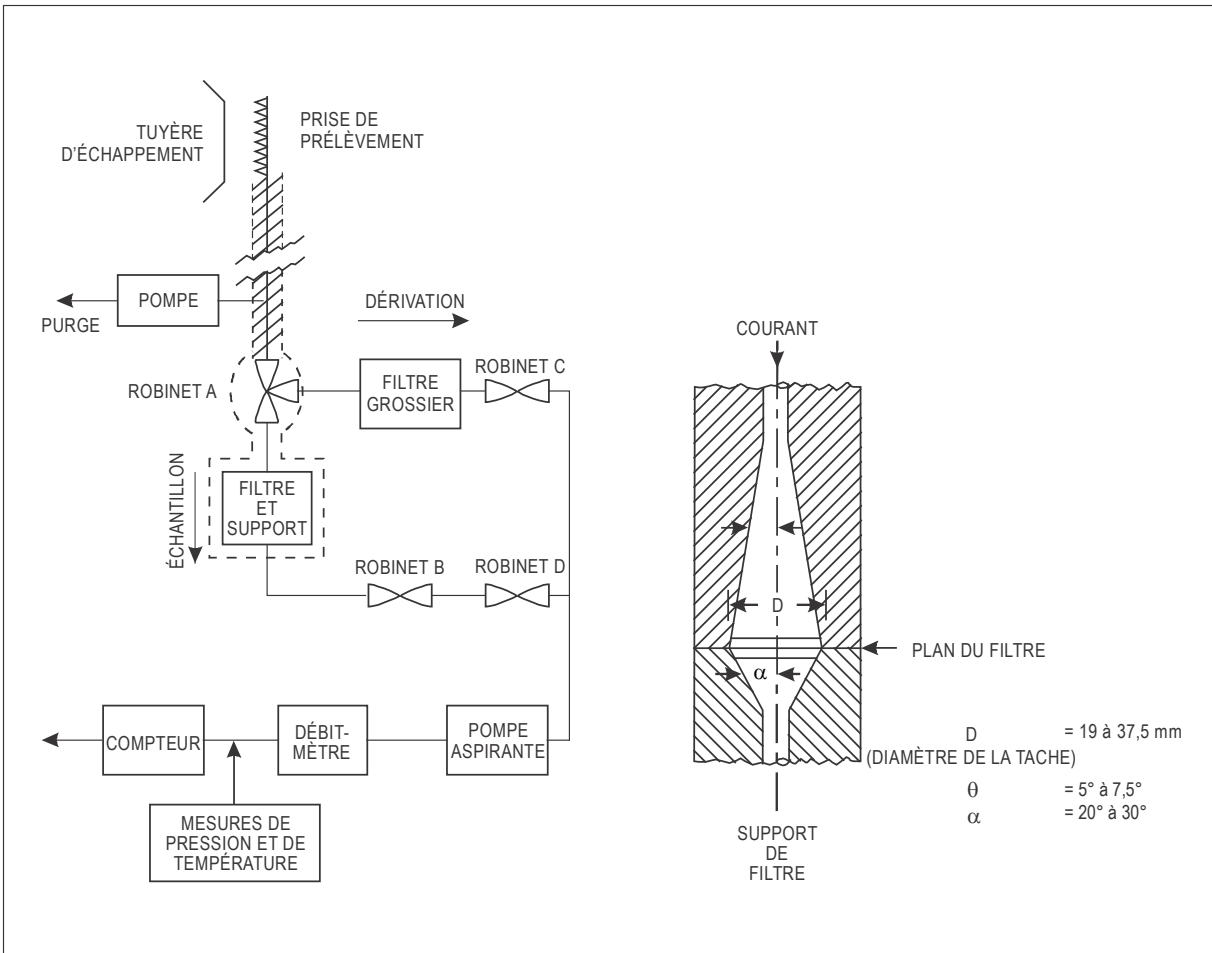 TUYÈRE
D'ÉCHAPPEMENT
PRISE DE
PRÉLÈVEMENT
POMPE
PURGE
DÉRIVATION
ROBINET A
FILTRE
GROSSIER
ROBINET C
ÉCHANTILLON
FILTRE
ET
SUPPORT
ROBINET B
ROBINET D
COMPTEUR
DÉBIT-
MÈTRE
POMPE
ASPIRANTE
MESURES DE
PRESSION ET DE
TEMPÉRATURE
COURANT
D
PLAN DU FILTRE
α
SUPPORT
DE
FILTRE
D = 19 à 37,5 mm
(DIAMÈTRE DE LA TACHE)
θ = 5° à 7,5°
α = 20° à 30°